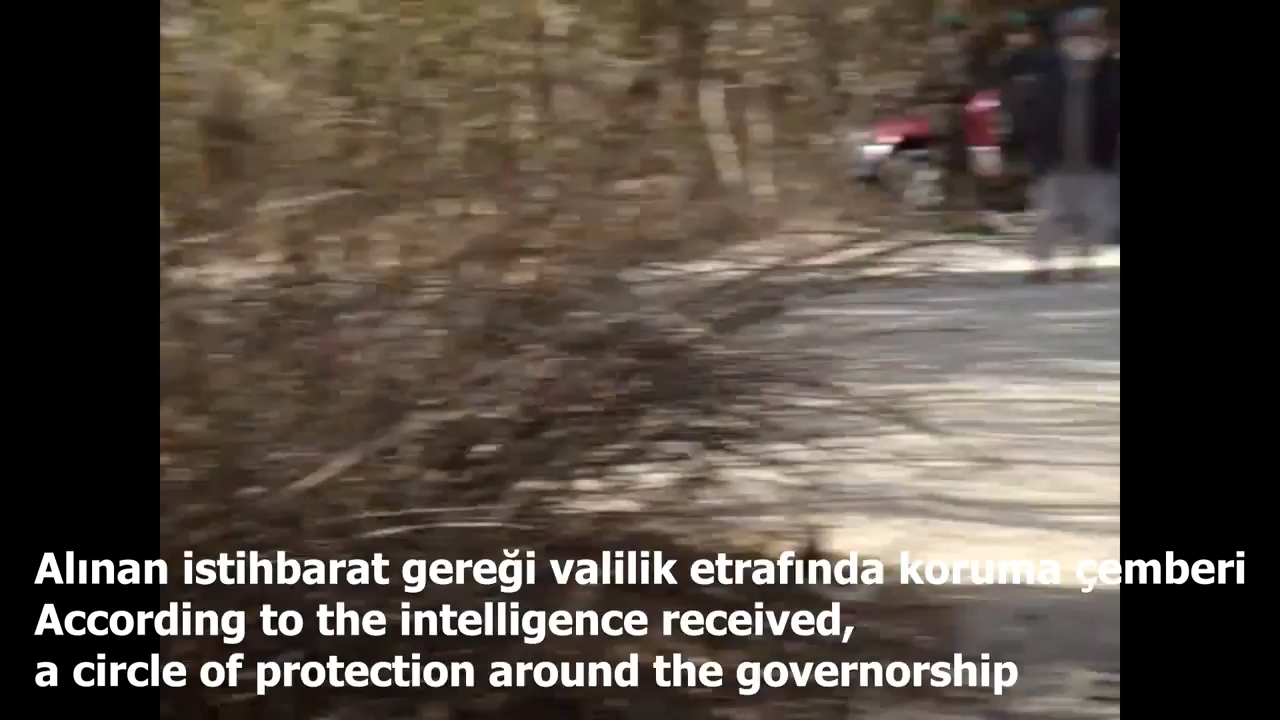 Alınan istihbarat gereği valilik etrafında koruma çemberi
According to the intelligence received,
a circle of protection around the governorship